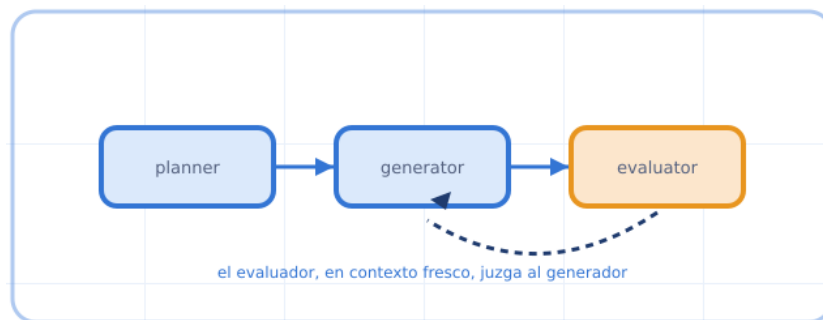 planner
generator
evaluator
el evaluador, en contexto fresco, juzga al generador